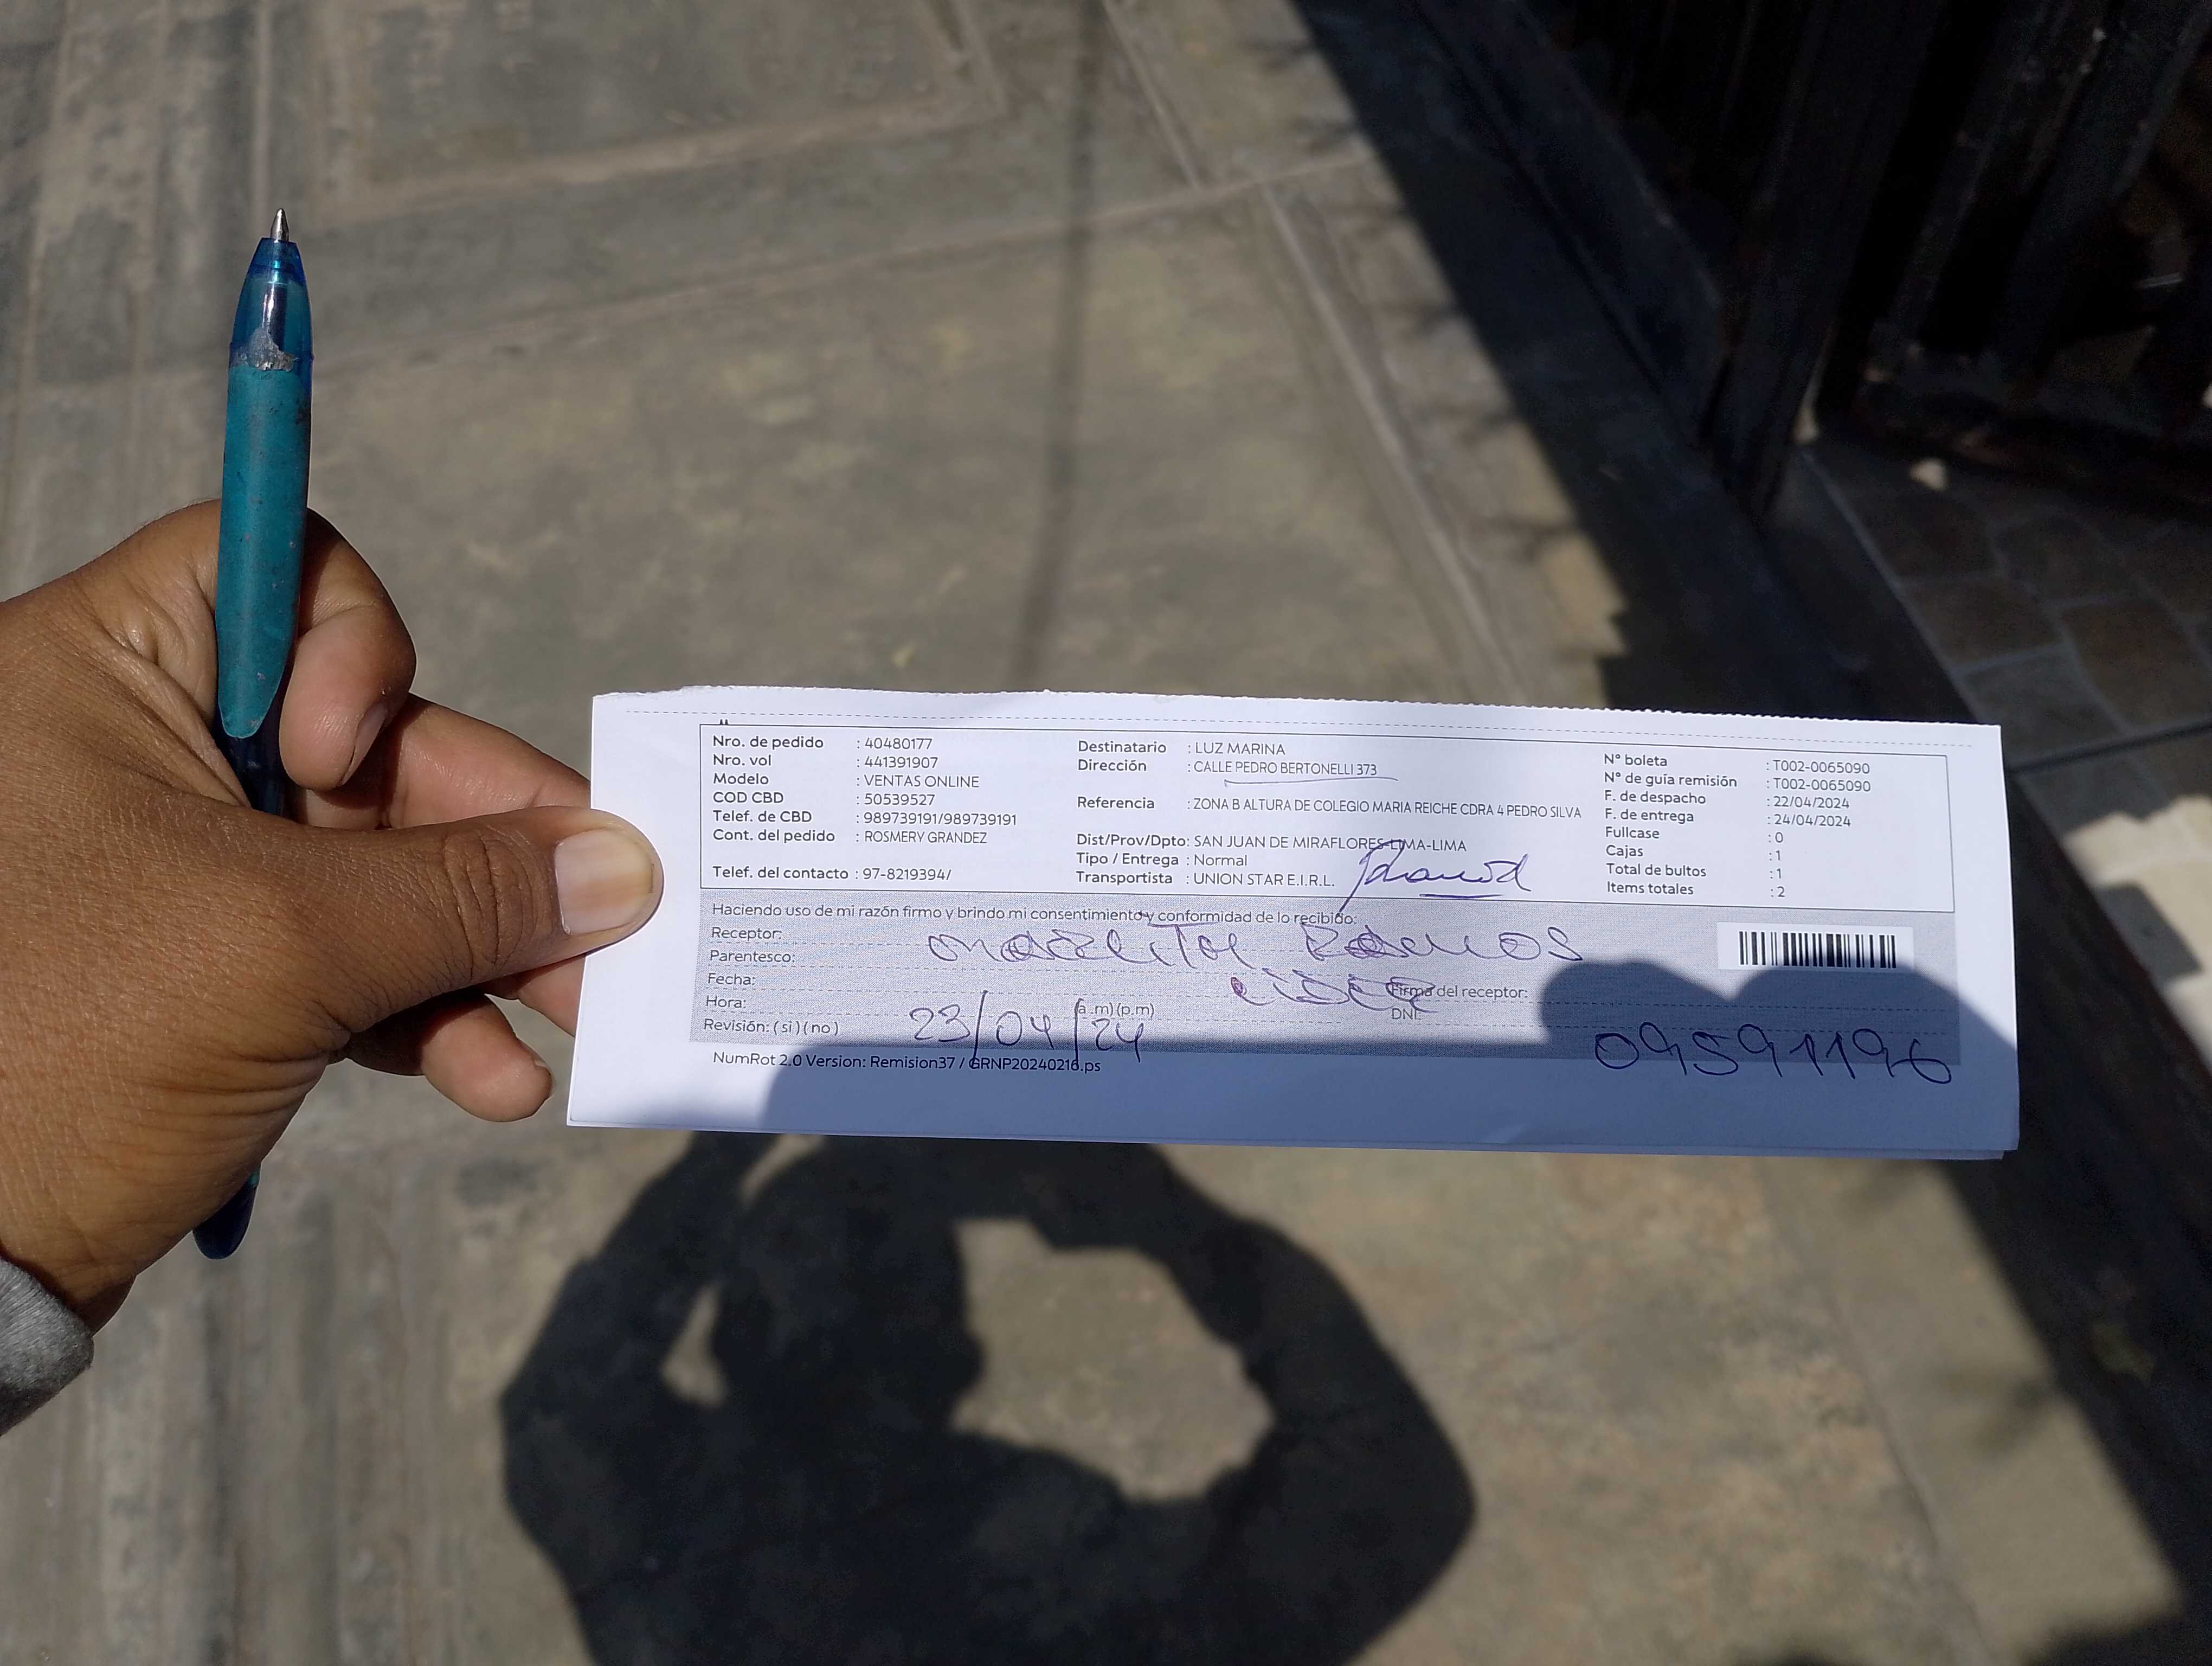 Nro. de pedido : 40480177
Nro. vol : 441391907
Modelo : VENTAS ONLINE
COD CBD : 50539527
Telef. de CBD : 989739191/989739191
Cont. del pedido : ROSMERY GRANDEZ
Telef. del contacto : 97-8219394/
Destinatario : LUZ MARINA
Dirección : CALLE PEDRO BERTONELLI 373
Referencia : ZONA B ALTURA DE COLEGIO MARIA REICHE CDRA 4 PEDRO SILVA
Dist/Prov/Dpto: SAN JUAN DE MIRAFLORES-LIMA-LIMA
Tipo / Entrega : Normal
Transportista : UNION STAR E.I.R.L.
N° boleta : T002-0065090
N° de guía remisión : T002-0065090
F. de despacho : 22/04/2024
F. de entrega : 24/04/2024
Fullcase : 0
Cajas : 1
Total de bultos : 1
Items totales : 2
Haciendo uso de mi razón firmo y brindo mi consentimiento y conformidad de lo recibido:
Receptor:
Parentesco:
Fecha:
Firma del receptor:
Hora: (a.m)(p.m)
DNI:
Revisión: ( si ) ( no ) 23/04/24
09591196
NumRot 2.0 Version: Remision37 / GRNP20240216.ps